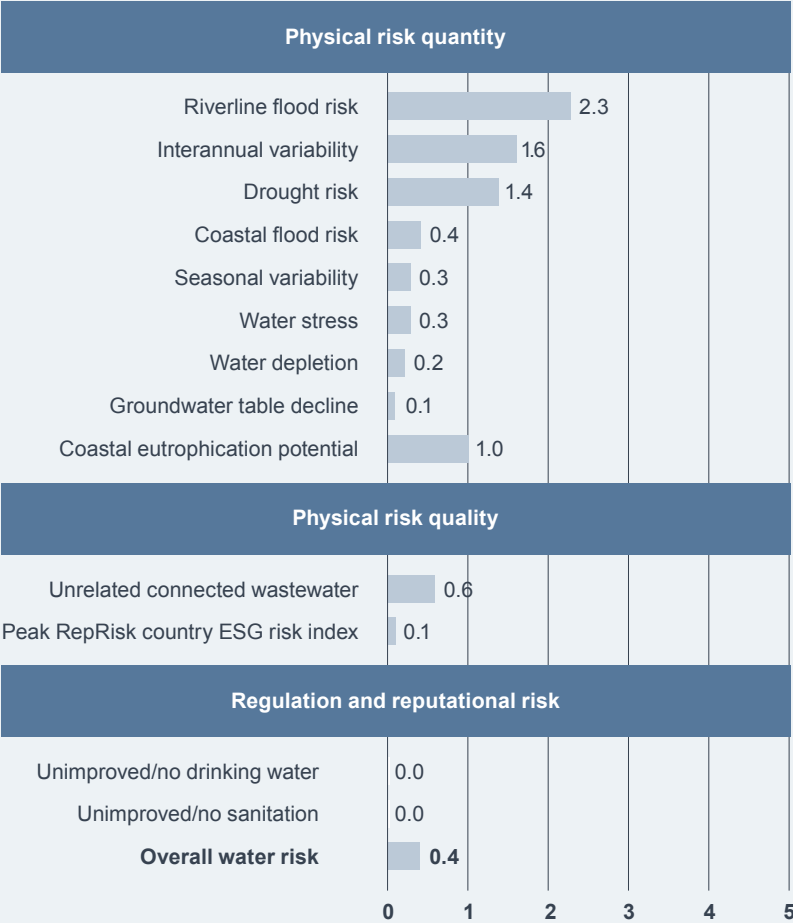 Physical risk quantity
Riverline flood risk 2.3
Interannual variability 1.6
Drought risk 1.4
Coastal flood risk 0.4
Seasonal variability 0.3
Water stress 0.3
Water depletion 0.2
Groundwater table decline 0.1
Coastal eutrophication potential 1.0
Physical risk quality
Unrelated connected wastewater 0.6
Peak RepRisk country ESG risk index 0.1
Regulation and reputational risk
Unimproved/no drinking water 0.0
Unimproved/no sanitation 0.0
Overall water risk 0.4
0 1 2 3 4 5